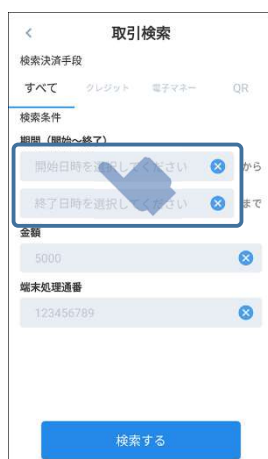 取引検索
検索決済手段
すべて クレジット 電子マネー QR
検索条件
期間（開始～終了）
開始日時を選択してください から
終了日時を選択してください まで
金額
5000
端末処理通番
123456789
検索する